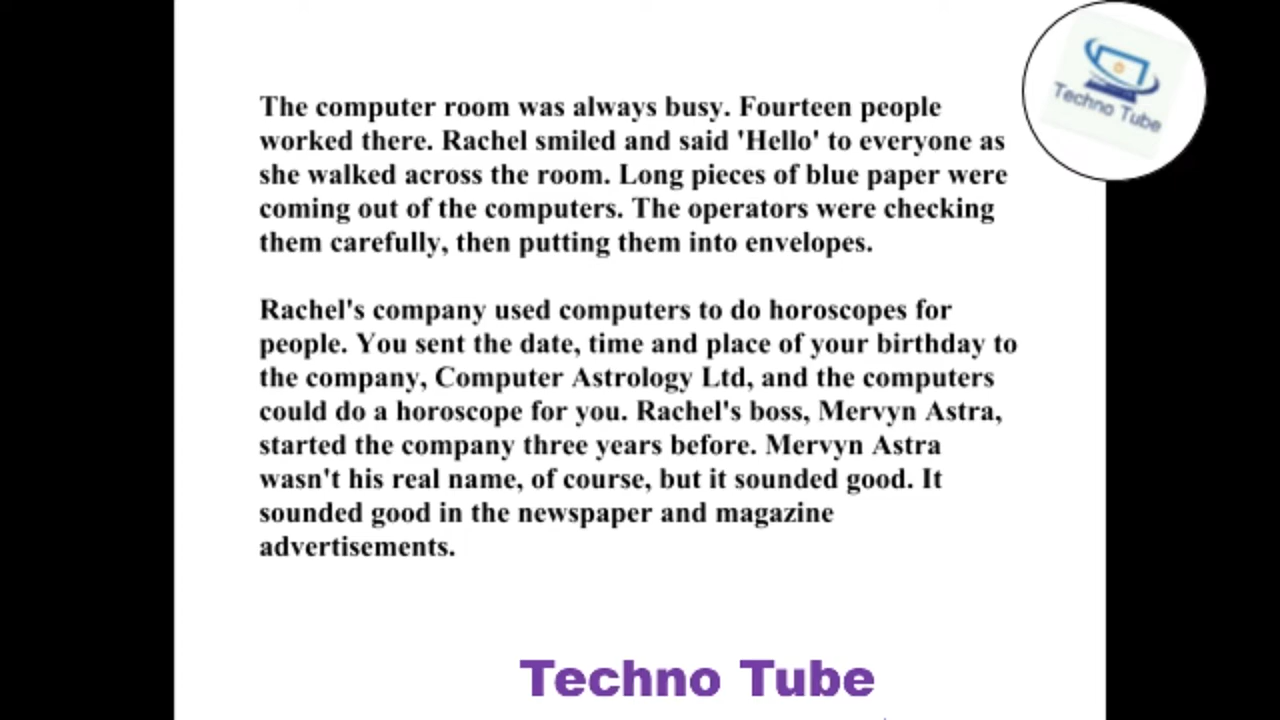 Techno Tube
The computer room was always busy. Fourteen people
worked there. Rachel smiled and said 'Hello' to everyone as
she walked across the room. Long pieces of blue paper were
coming out of the computers. The operators were checking
them carefully, then putting them into envelopes.
Rachel's company used computers to do horoscopes for
people. You sent the date, time and place of your birthday to
the company, Computer Astrology Ltd, and the computers
could do a horoscope for you. Rachel's boss, Mervyn Astra,
started the company three years before. Mervyn Astra
wasn't his real name, of course, but it sounded good. It
sounded good in the newspaper and magazine
advertisements.
Techno Tube